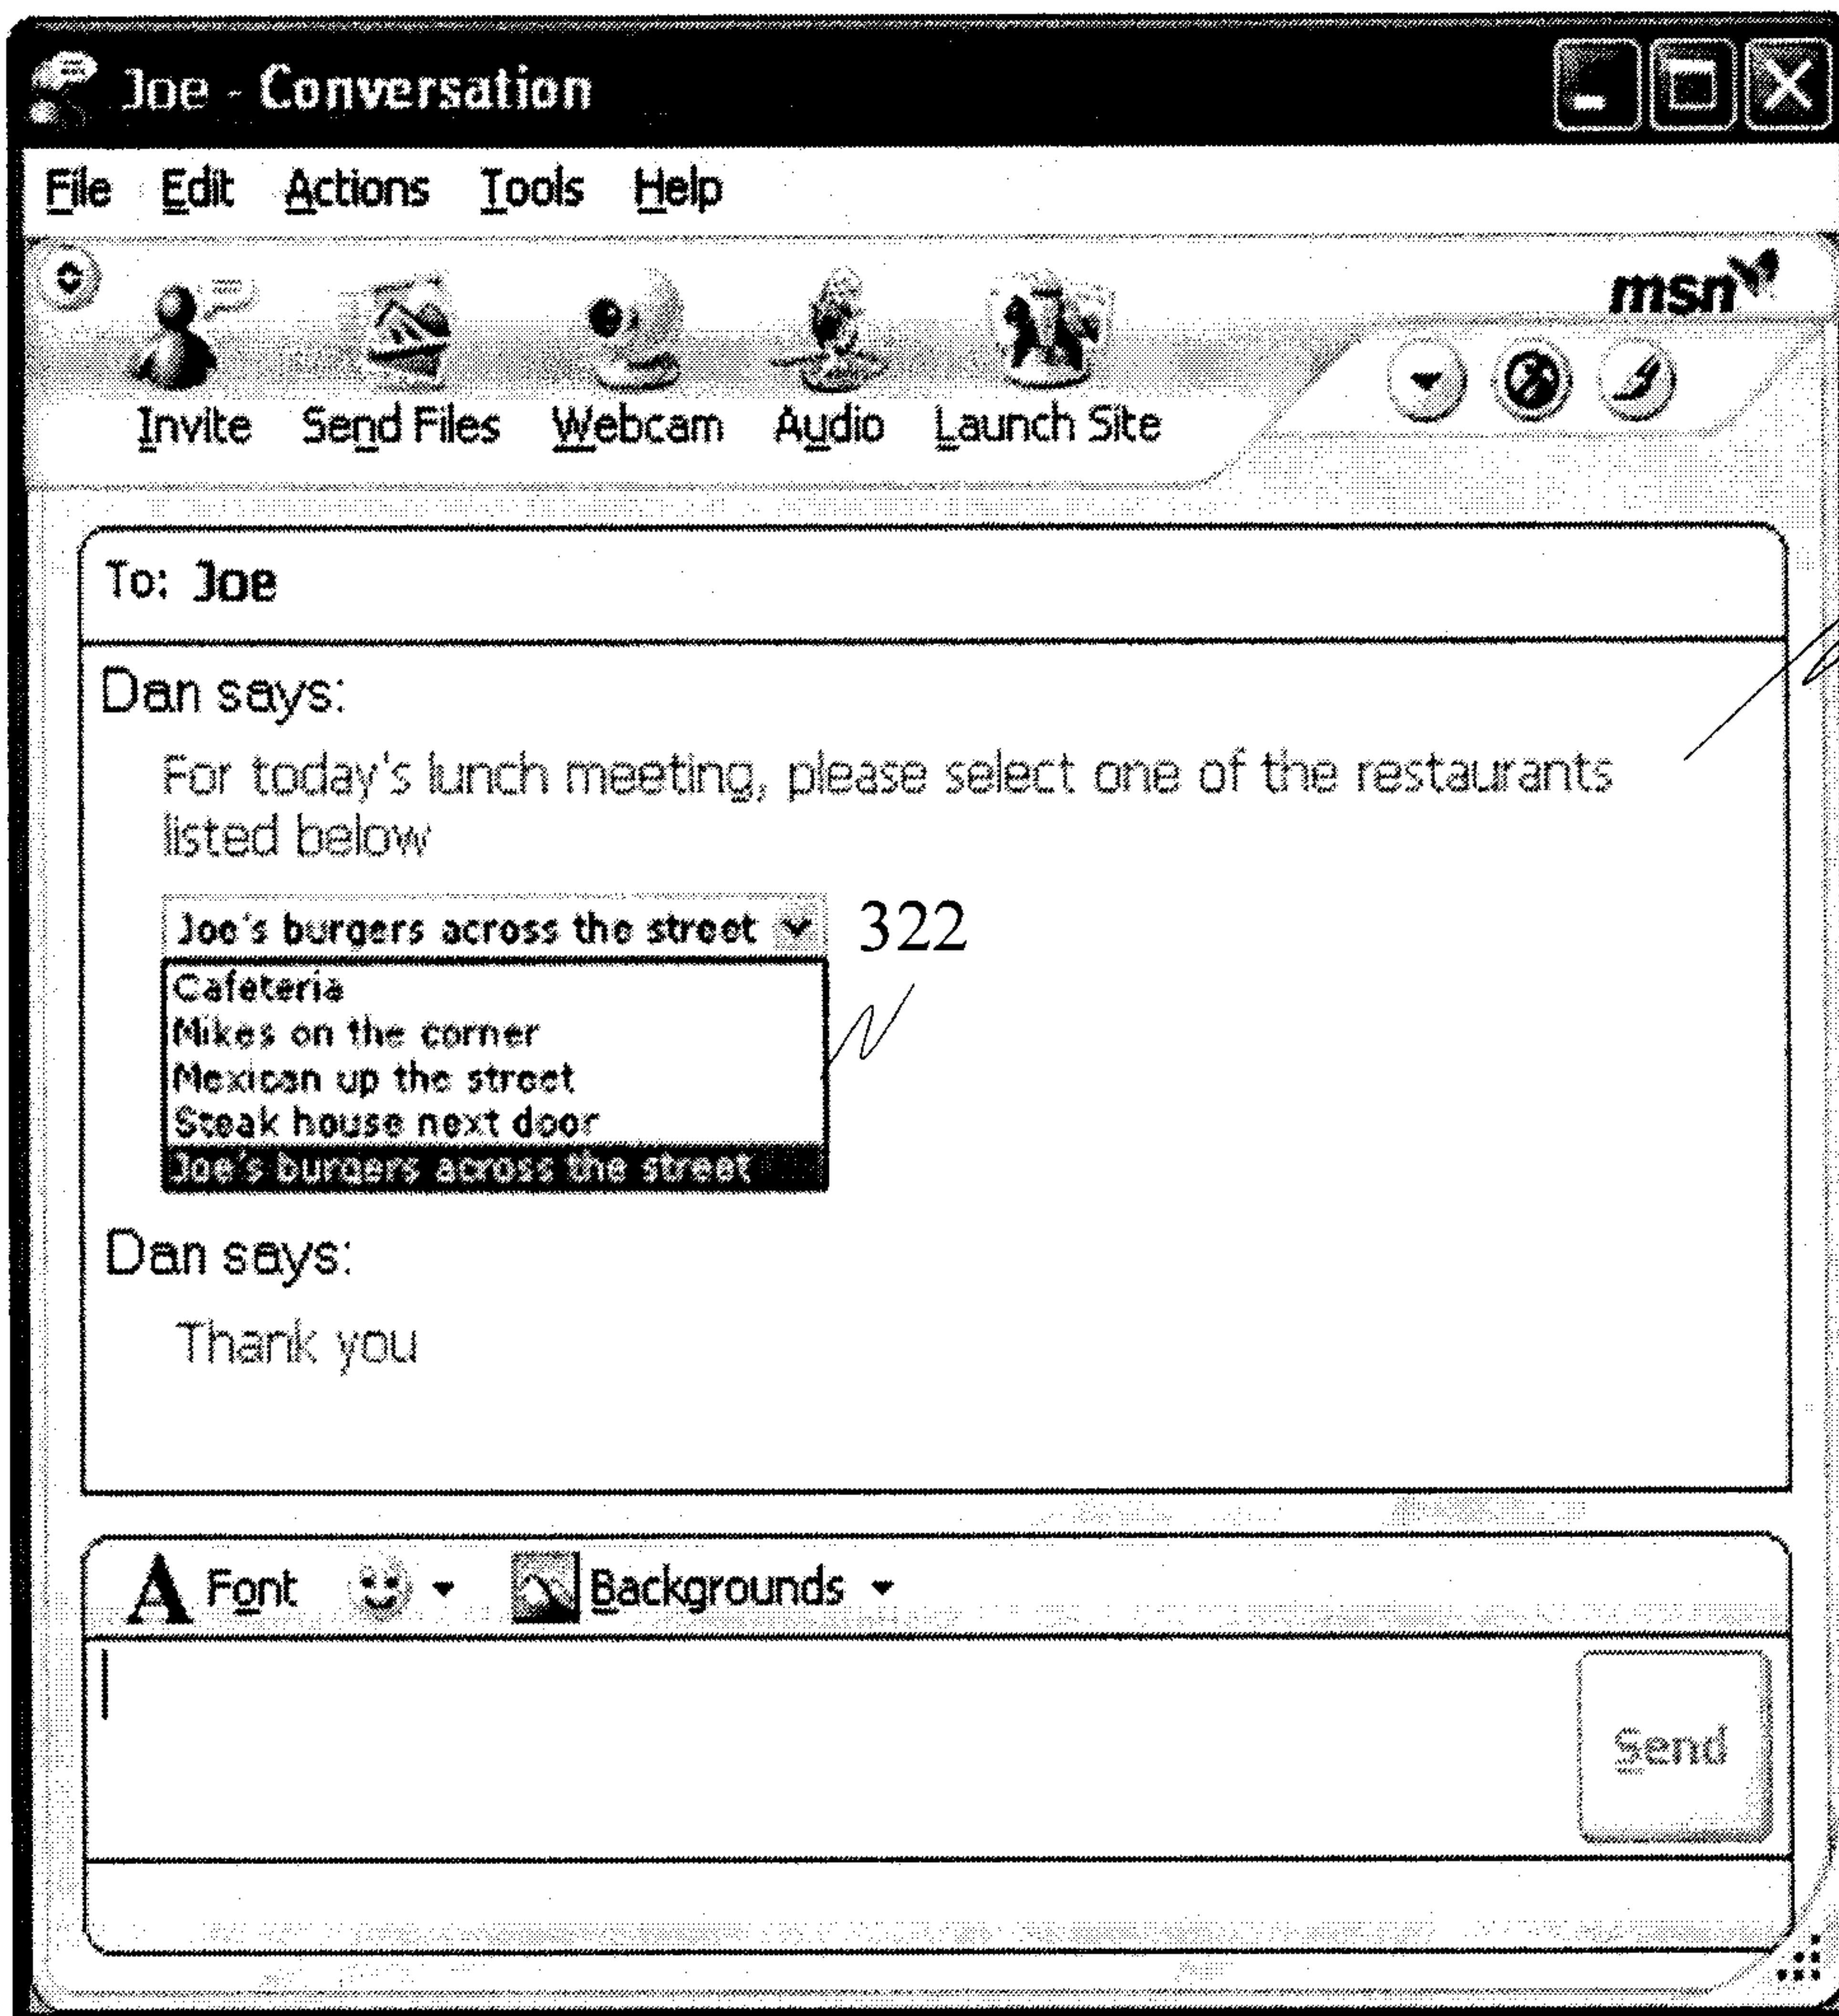 Joe - Conversation
File Edit Actions Tools Help
msn
Invite Send Files Webcam Audio Launch Site
To: Joe
Dan says:
For today's lunch meeting, please select one of the restaurants
listed below
Joe's burgers across the street 322
Cafeteria
Mikes on the corner
Mexican up the street
Steak house next door
Joe's burgers across the street
Dan says:
Thank you
A Font Backgrounds
Send